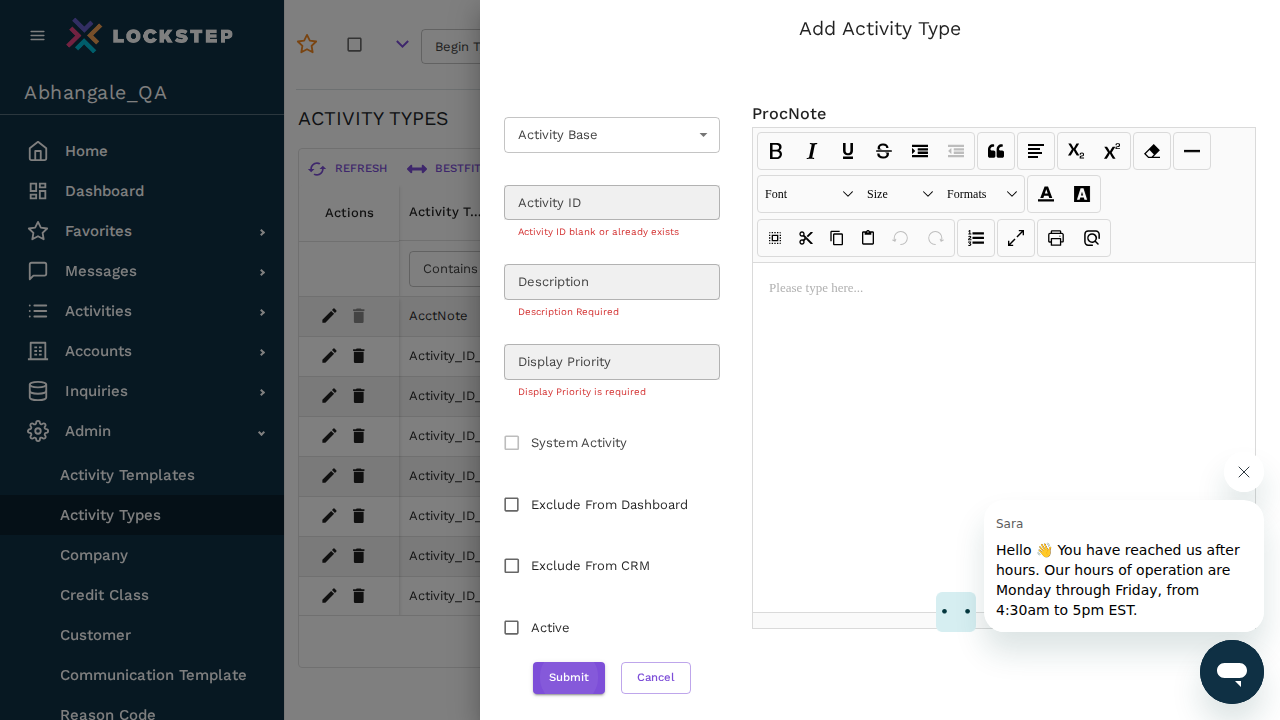 LOCKSTEP
Abhangale_QA
Home
Dashboard
Favorites
Messages
Activities
Accounts
Inquiries
Admin
Activity Templates
Activity Types
Company
Credit Class
Customer
Communication Template
Reason Code
Begin T
ACTIVITY TYPES
REFRESH
BESTFIT
Actions
Activity T...
Contains
AcctNote
Activity_ID_
Activity_ID_
Activity_ID_
Activity_ID_
Activity_ID_
Activity_ID_
Activity_ID_
Add Activity Type
Activity Base
Activity ID
Activity ID blank or already exists
Description
Description Required
Display Priority
Display Priority is required
System Activity
Exclude From Dashboard
Exclude From CRM
Active
Submit
Cancel
ProcNote
Font
Size
Formats
Please type here...
Sara
Hello 👋 You have reached us after
hours. Our hours of operation are
Monday through Friday, from
4:30am to 5pm EST.